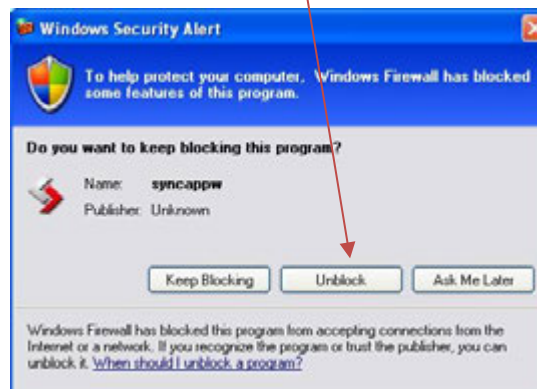 Windows Security Alert
To help protect your computer, Windows Firewall has blocked
some features of this program.
Do you want to keep blocking this program?
Name: syncappw
Publisher: Unknown
Keep Blocking Unblock Ask Me Later
Windows Firewall has blocked this program from accepting connections from the
Internet or a network. If you recognize the program or trust the publisher, you can
unblock it. When should I unblock a program?